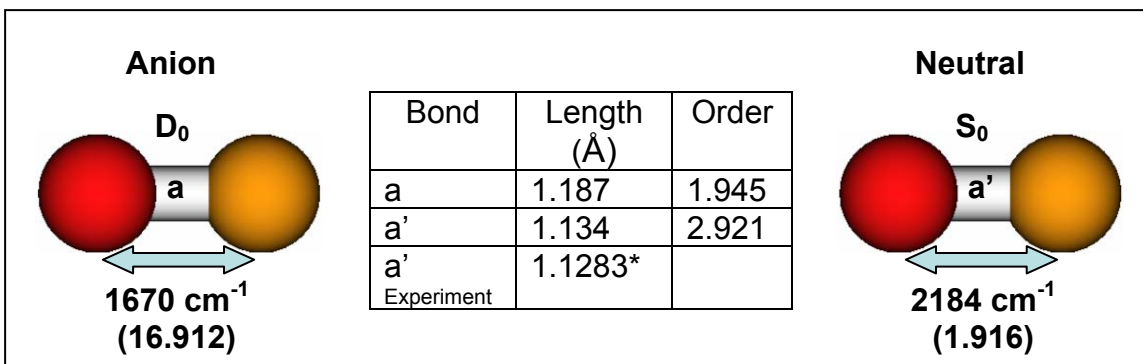 Anion
D₀
a
1670 cm⁻¹
(16.912)
Bond Length (Å) Order
a 1.187 1.945
a’ 1.134 2.921
a’ Experiment 1.1283*
Neutral
S₀
a’
2184 cm⁻¹
(1.916)